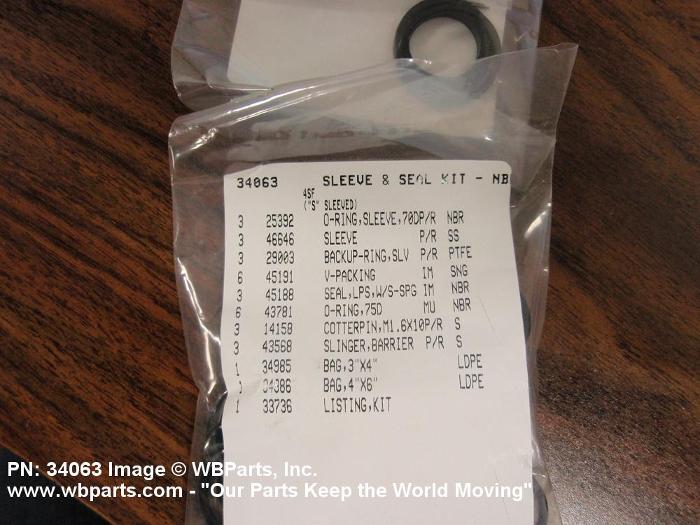 34063 SLEEVE & SEAL KIT - NB
4SF
("S" SLEEVED)
3 25392 O-RING,SLEEVE,70DP/R NBR
3 46646 SLEEVE P/R SS
3 29003 BACKUP-RING,SLV P/R PTFE
6 45191 V-PACKING IM SNG
3 45188 SEAL,LPS,W/S-SPG IM NBR
6 43781 O-RING,75D MU NBR
3 14158 COTTERPIN,M1.6X10P/R S
3 43568 SLINGER,BARRIER P/R S
1 34985 BAG,3"X4" LDPE
34386 BAG,4"X6" LDPE
1 33736 LISTING,KIT
PN: 34063 Image © WBParts, Inc.
www.wbparts.com - "Our Parts Keep the World Moving"